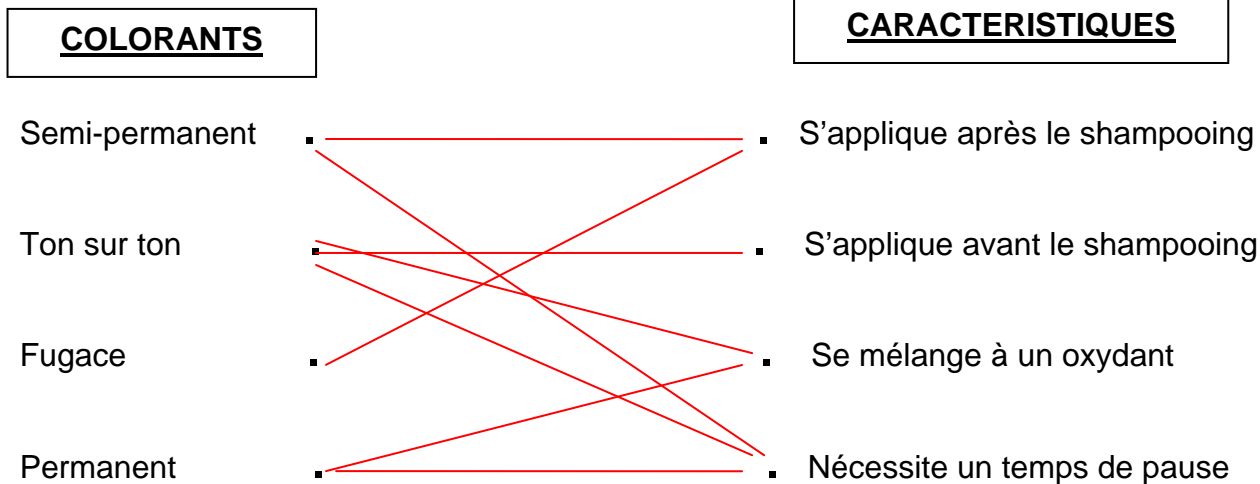 COLORANTS
CARACTERISTIQUES
Semi-permanent
S’applique après le shampooing
Ton sur ton
S’applique avant le shampooing
Fugace
Se mélange à un oxydant
Permanent
Nécessite un temps de pause